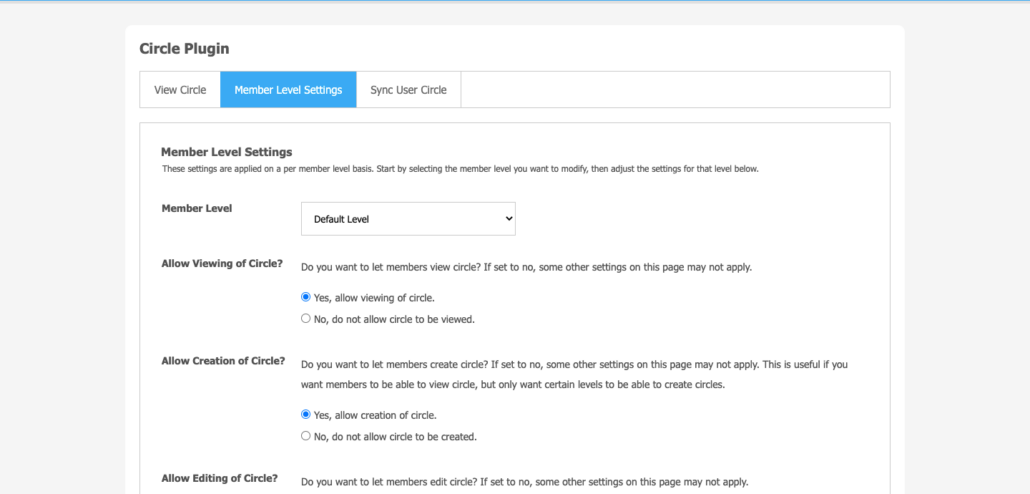 Circle Plugin
View Circle Member Level Settings Sync User Circle
Member Level Settings
These settings are applied on a per member level basis. Start by selecting the member level you want to modify, then adjust the settings for that level below.
Member Level
Default Level
Allow Viewing of Circle? Do you want to let members view circle? If set to no, some other settings on this page may not apply.
Yes, allow viewing of circle.
No, do not allow circle to be viewed.
Allow Creation of Circle? Do you want to let members create circle? If set to no, some other settings on this page may not apply. This is useful if you
want members to be able to view circle, but only want certain levels to be able to create circles.
Yes, allow creation of circle.
No, do not allow circle to be created.
Allow Editing of Circle? Do you want to let members edit circle? If set to no, some other settings on this page may not apply.